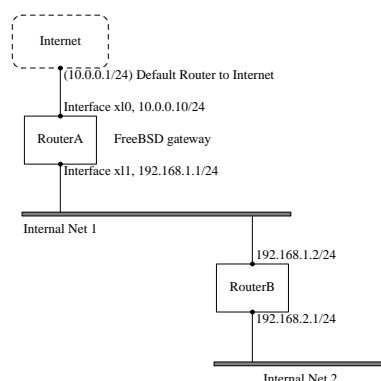 Internet
(10.0.0.1/24) Default Router to Internet
Interface xl0, 10.0.0.10/24
RouterA
FreeBSD gateway
Interface xl1, 192.168.1.1/24
Internal Net 1
192.168.1.2/24
RouterB
192.168.2.1/24
Internal Net 2